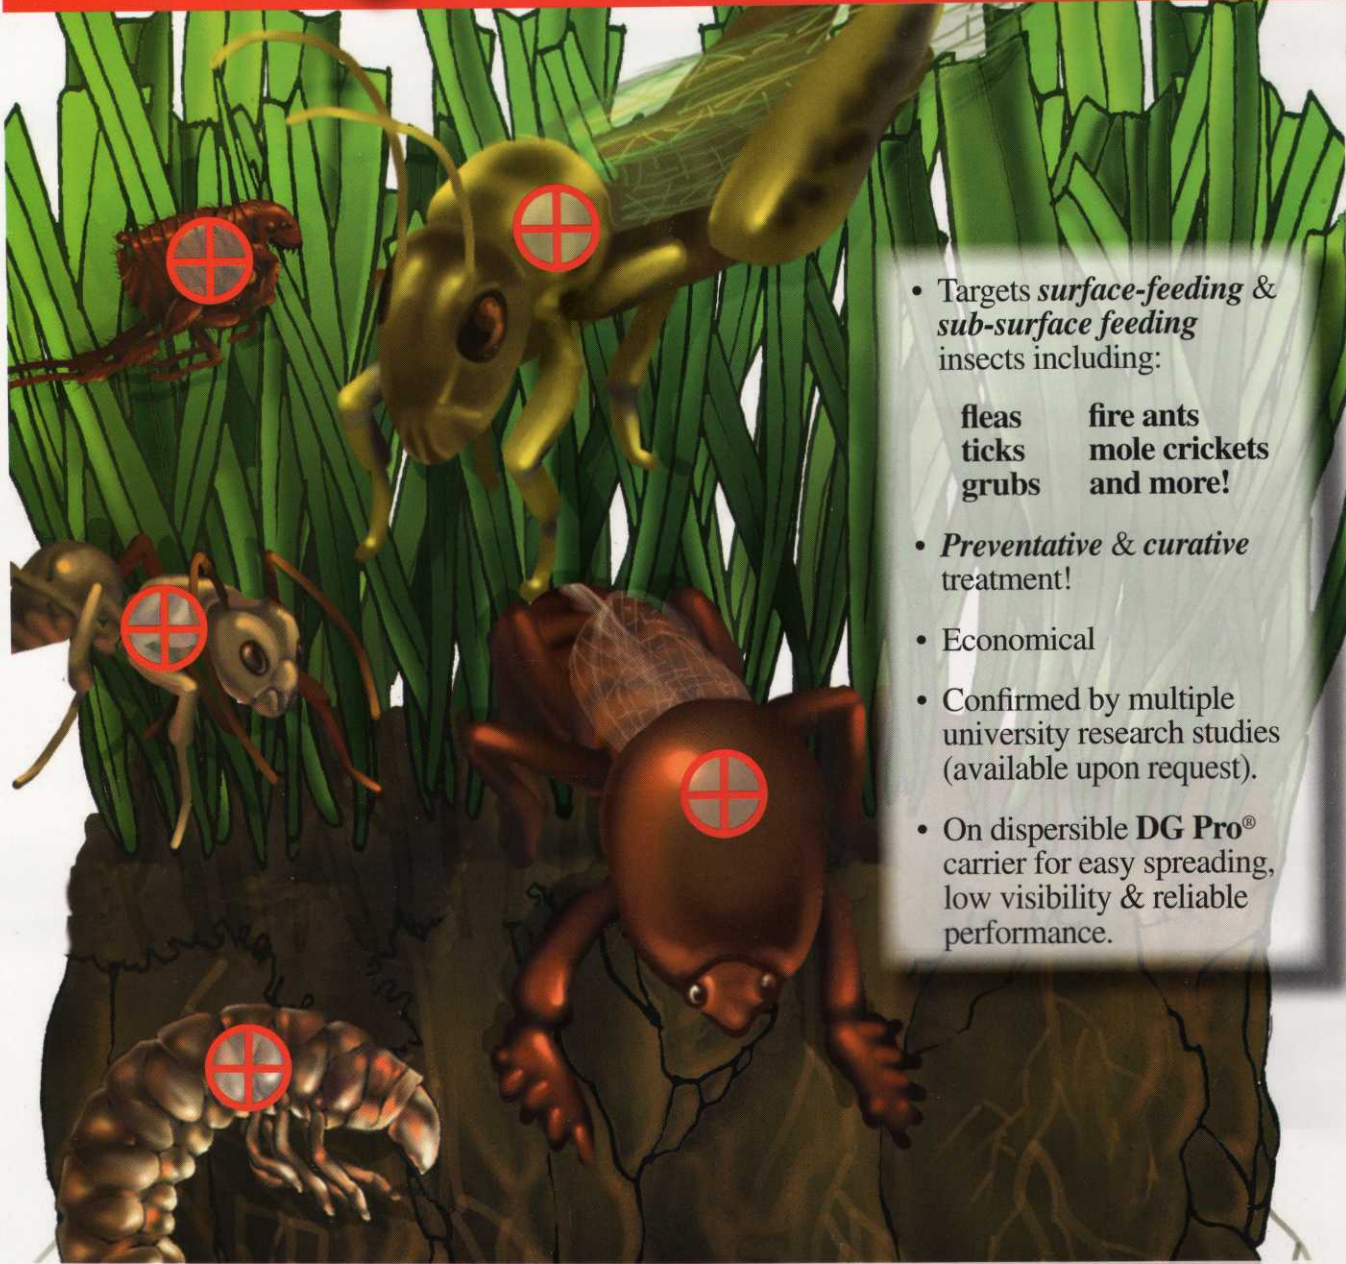 • Targets surface-feeding &
sub-surface feeding
insects including:
fleas fire ants
ticks mole crickets
grubs and more!
• Preventative & curative
treatment!
• Economical
• Confirmed by multiple
university research studies
(available upon request).
• On dispersible DG Pro®
carrier for easy spreading,
low visibility & reliable
performance.